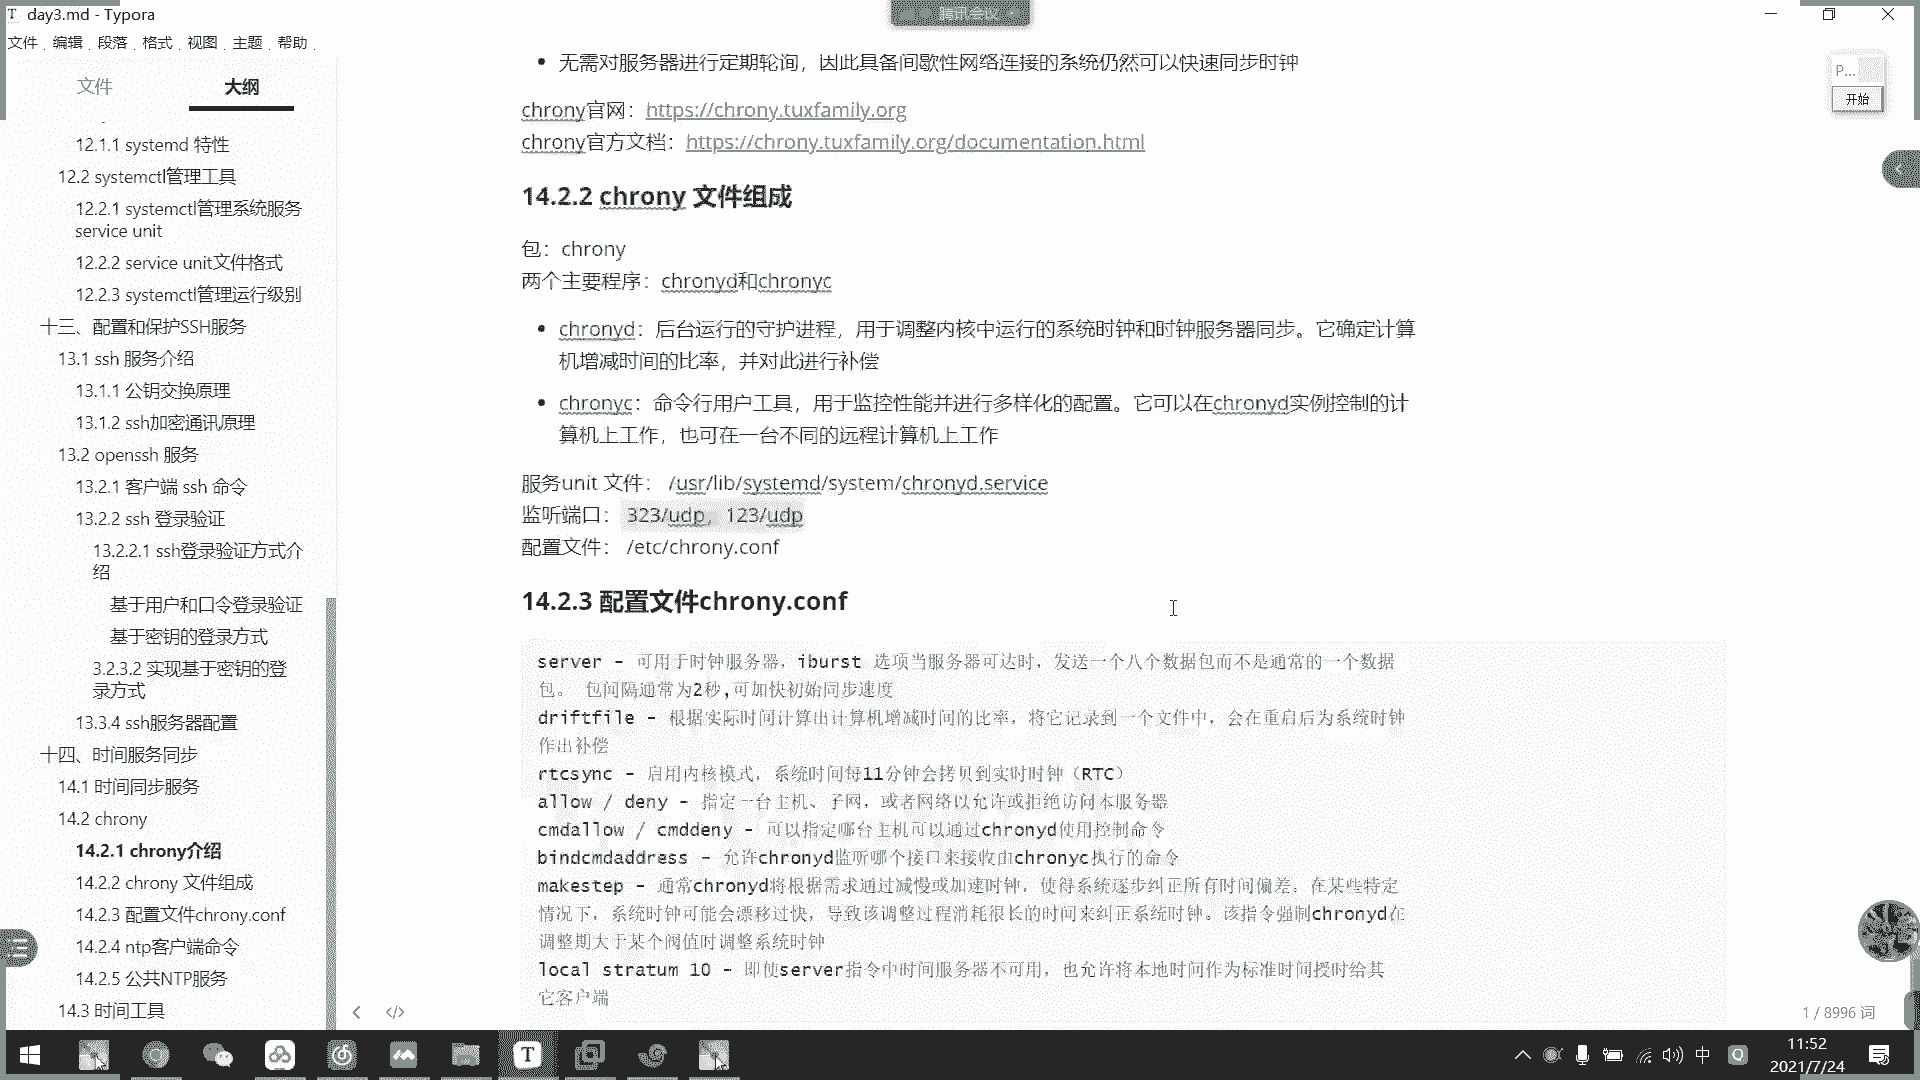 day3.md - Typora
腾讯会议
文件 编辑 段落 格式 视图 主题 帮助
文件
大纲
12.1.1 systemd 特性
12.2 systemctl管理工具
12.2.1 systemctl管理系统服务
service unit
12.2.2 service unit文件格式
12.2.3 systemctl管理运行级别
十三、配置和保护SSH服务
13.1 ssh 服务介绍
13.1.1 公钥交换原理
13.1.2 ssh加密通讯原理
13.2 openssh 服务
13.2.1 客户端 ssh 命令
13.2.2 ssh 登录验证
13.2.2.1 ssh登录验证方式介
绍
基于用户和口令登录验证
基于密钥的登录方式
3.2.3.2 实现基于密钥的登
录方式
13.3.4 ssh服务器配置
十四、时间服务同步
14.1 时间同步服务
14.2 chrony
14.2.1 chrony介绍
14.2.2 chrony 文件组成
14.2.3 配置文件chrony.conf
14.2.4 ntp客户端命令
14.2.5 公共NTP服务
14.3 时间工具
• 无需对服务器进行定期轮询，因此具备间歇性网络连接的系统仍然可以快速同步时钟
chrony官网：https://chrony.tuxfamily.org
chrony官方文档：https://chrony.tuxfamily.org/documentation.html
14.2.2 chrony 文件组成
包：chrony
两个主要程序：chronyd和chronyc
• chronyd：后台运行的守护进程，用于调整内核中运行的系统时钟和时钟服务器同步。它确定计算
机增减时间的比率，并对此进行补偿
• chronyc：命令行用户工具，用于监控性能并进行多样化的配置。它可以在chronyd实例控制的计
算机上工作，也可在一台不同的远程计算机上工作
服务unit 文件： /usr/lib/systemd/system/chronyd.service
监听端口： 323/udp，123/udp
配置文件： /etc/chrony.conf
14.2.3 配置文件chrony.conf
server - 可用于时钟服务器，iburst 选项当服务器可达时，发送一个八个数据包而不是通常的一个数据
包。 包间隔通常为2秒,可加快初始同步速度
driftfile - 根据实际时间计算出计算机增减时间的比率，将它记录到一个文件中，会在重启后为系统时钟
作出补偿
rtcsync - 启用内核模式，系统时间每11分钟会拷贝到实时时钟（RTC）
allow / deny - 指定一台主机、子网，或者网络以允许或拒绝访问本服务器
cmdallow / cmddeny - 可以指定哪台主机可以通过chronyd使用控制命令
bindcmdaddress - 允许chronyd监听哪个接口来接收由chronyc执行的命令
makestep - 通常chronyd将根据需求通过减慢或加速时钟，使得系统逐步纠正所有时间偏差。在某些特定
情况下，系统时钟可能会漂移过快，导致该调整过程消耗很长的时间来纠正系统时钟。该指令强制chronyd在
调整期大于某个阀值时调整系统时钟
local stratum 10 - 即使server指令中时间服务器不可用，也允许将本地时间作为标准时间授时给其
它客户端
P...
开始
1 / 8996 词
中
11:52
2021/7/24